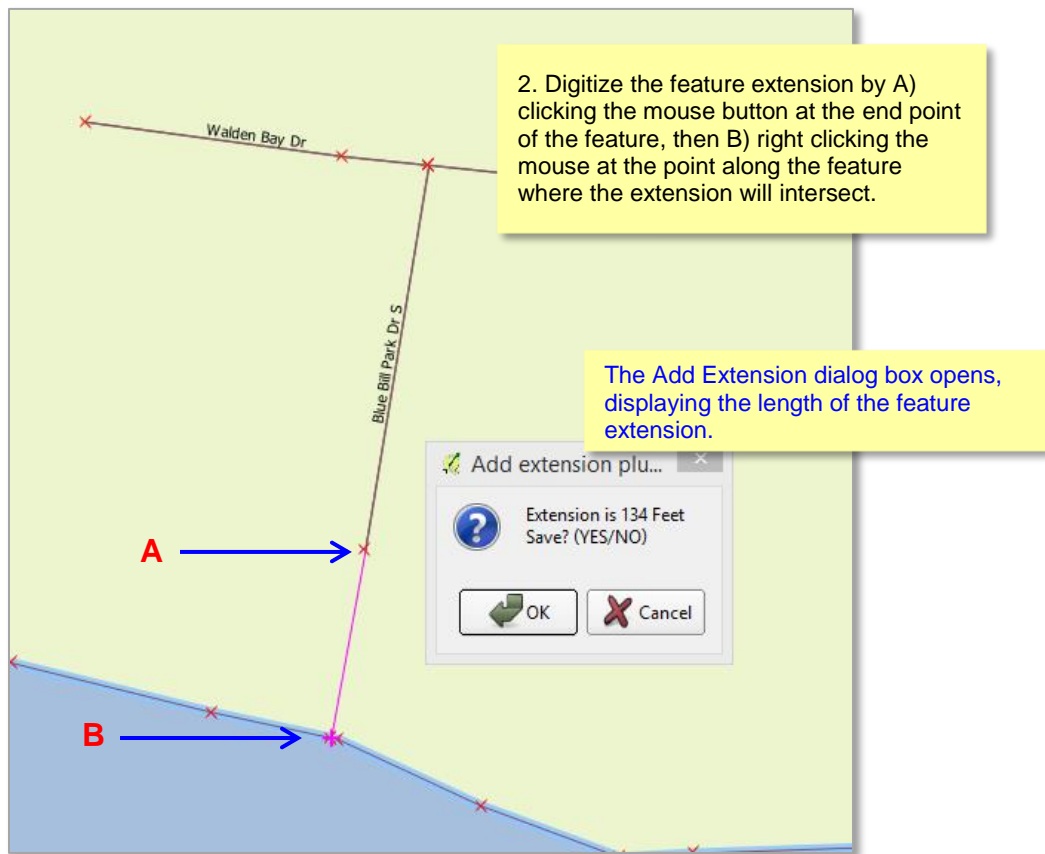 2. Digitize the feature extension by A)
clicking the mouse button at the end point
of the feature, then B) right clicking the
mouse at the point along the feature
where the extension will intersect.
Walden Bay Dr
Blue Bill Park Dr S
The Add Extension dialog box opens,
displaying the length of the feature
extension.
Add extension plu...
Extension is 134 Feet
Save? (YES/NO)
OK
Cancel
A
B